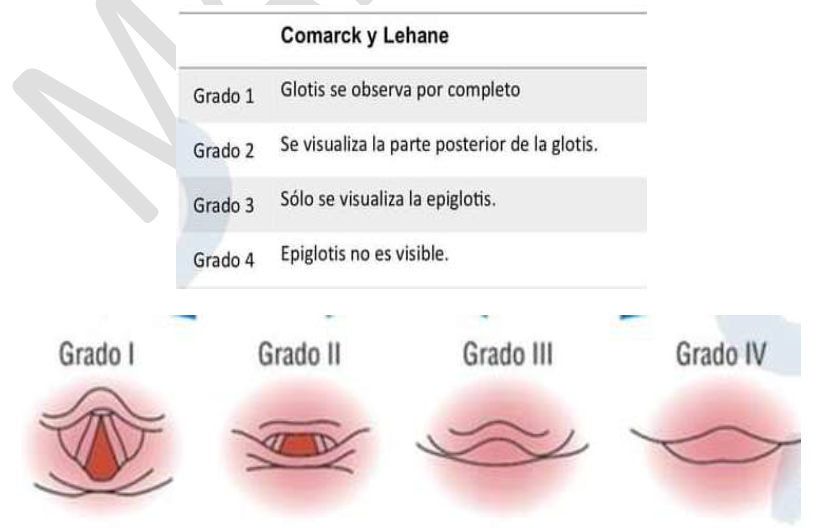 Comarck y Lehane
Grado 1 Glotis se observa por completo
Grado 2 Se visualiza la parte posterior de la glotis.
Grado 3 Sólo se visualiza la epiglotis.
Grado 4 Epiglotis no es visible.
Grado I Grado II Grado III Grado IV